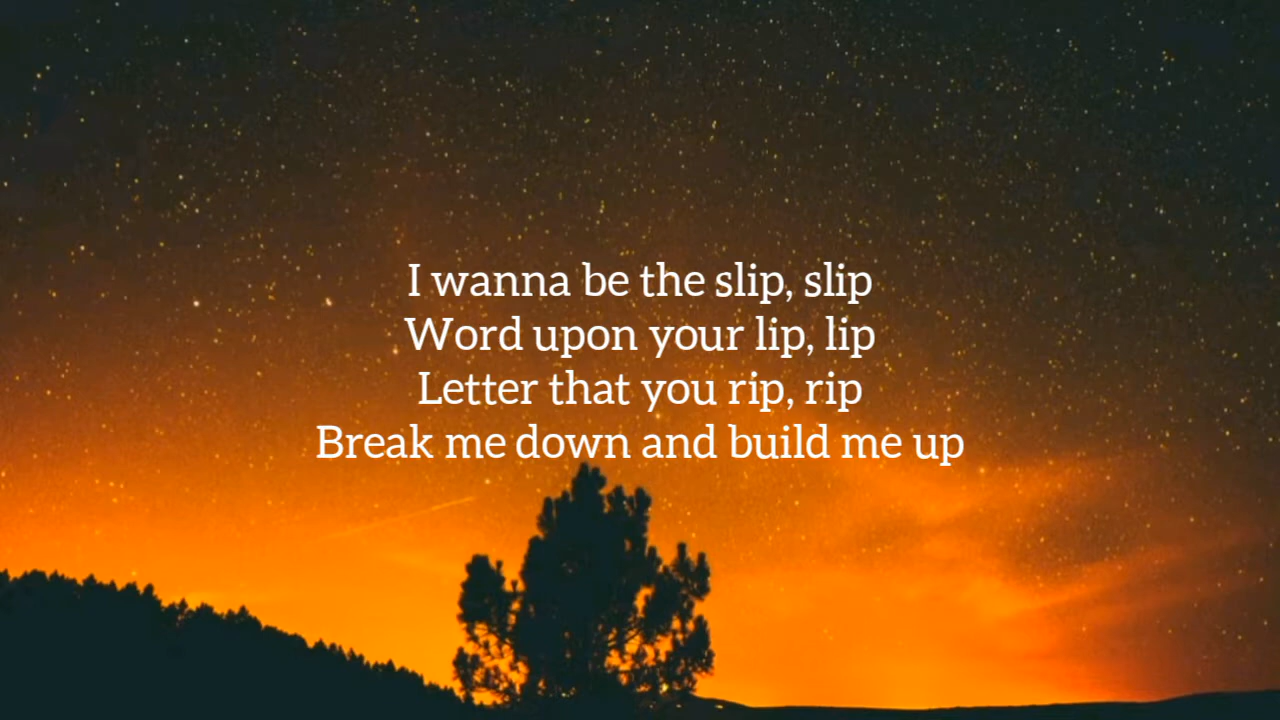 I wanna be the slip, slip
Word upon your lip, lip
Letter that you rip, rip
Break me down and build me up